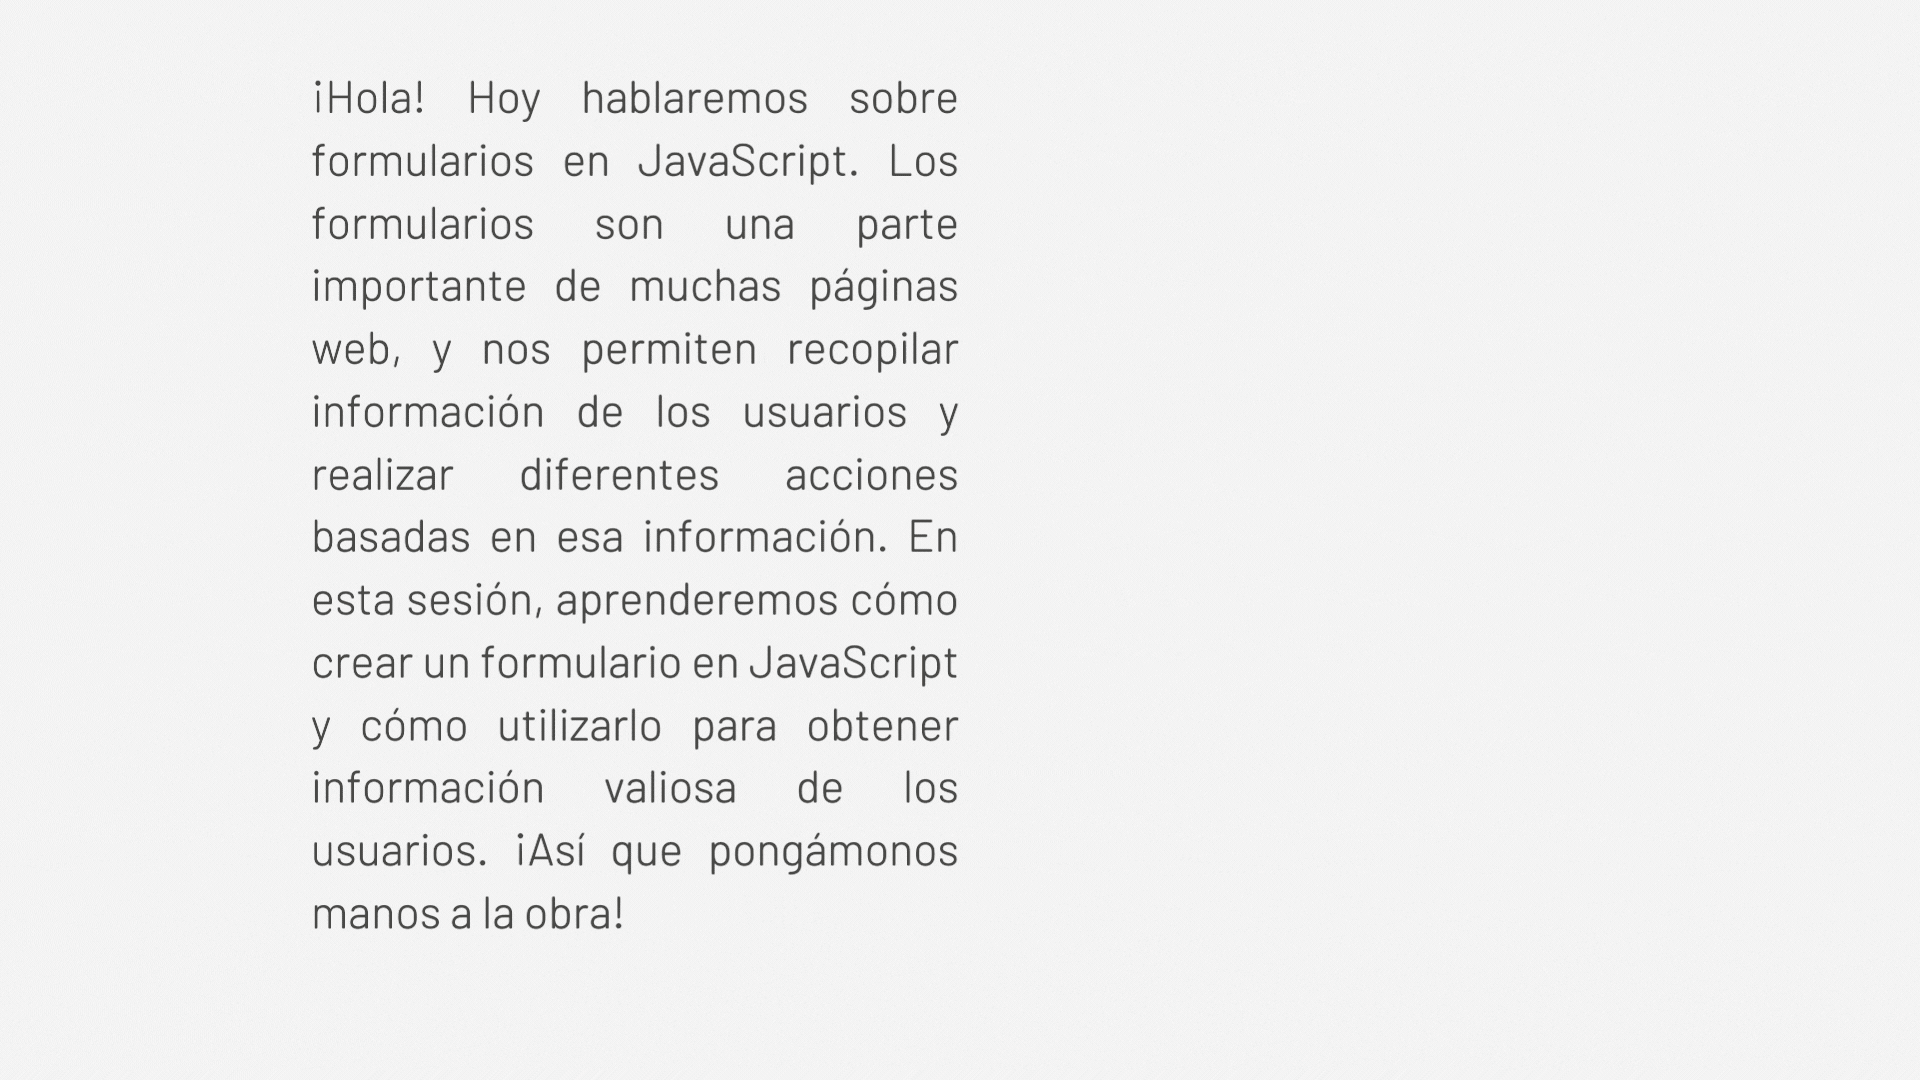 ¡Hola! Hoy hablaremos sobre
formularios en JavaScript. Los
formularios son una parte
importante de muchas páginas
web, y nos permiten recopilar
información de los usuarios y
realizar diferentes acciones
basadas en esa información. En
esta sesión, aprenderemos cómo
crear un formulario en JavaScript
y cómo utilizarlo para obtener
información valiosa de los
usuarios. ¡Así que pongámonos
manos a la obra!